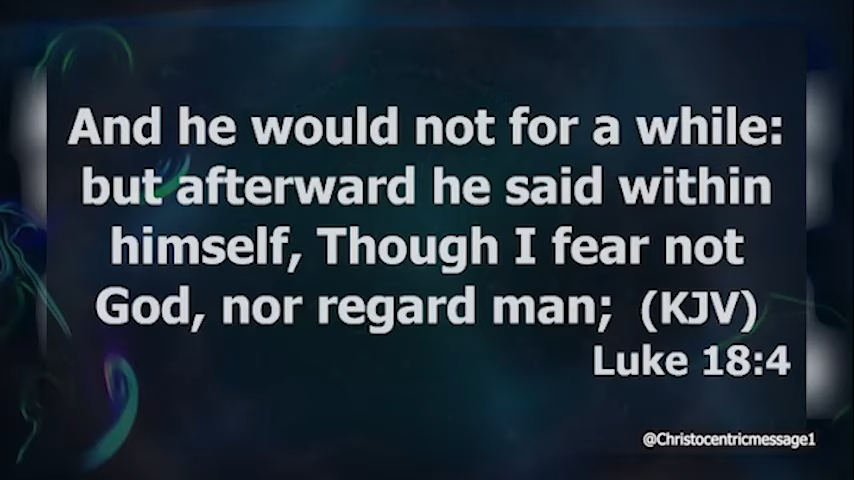 And he would not for a while:
but afterward he said within
himself, Though I fear not
God, nor regard man; (KJV)
Luke 18:4
@Christocentricmessage1